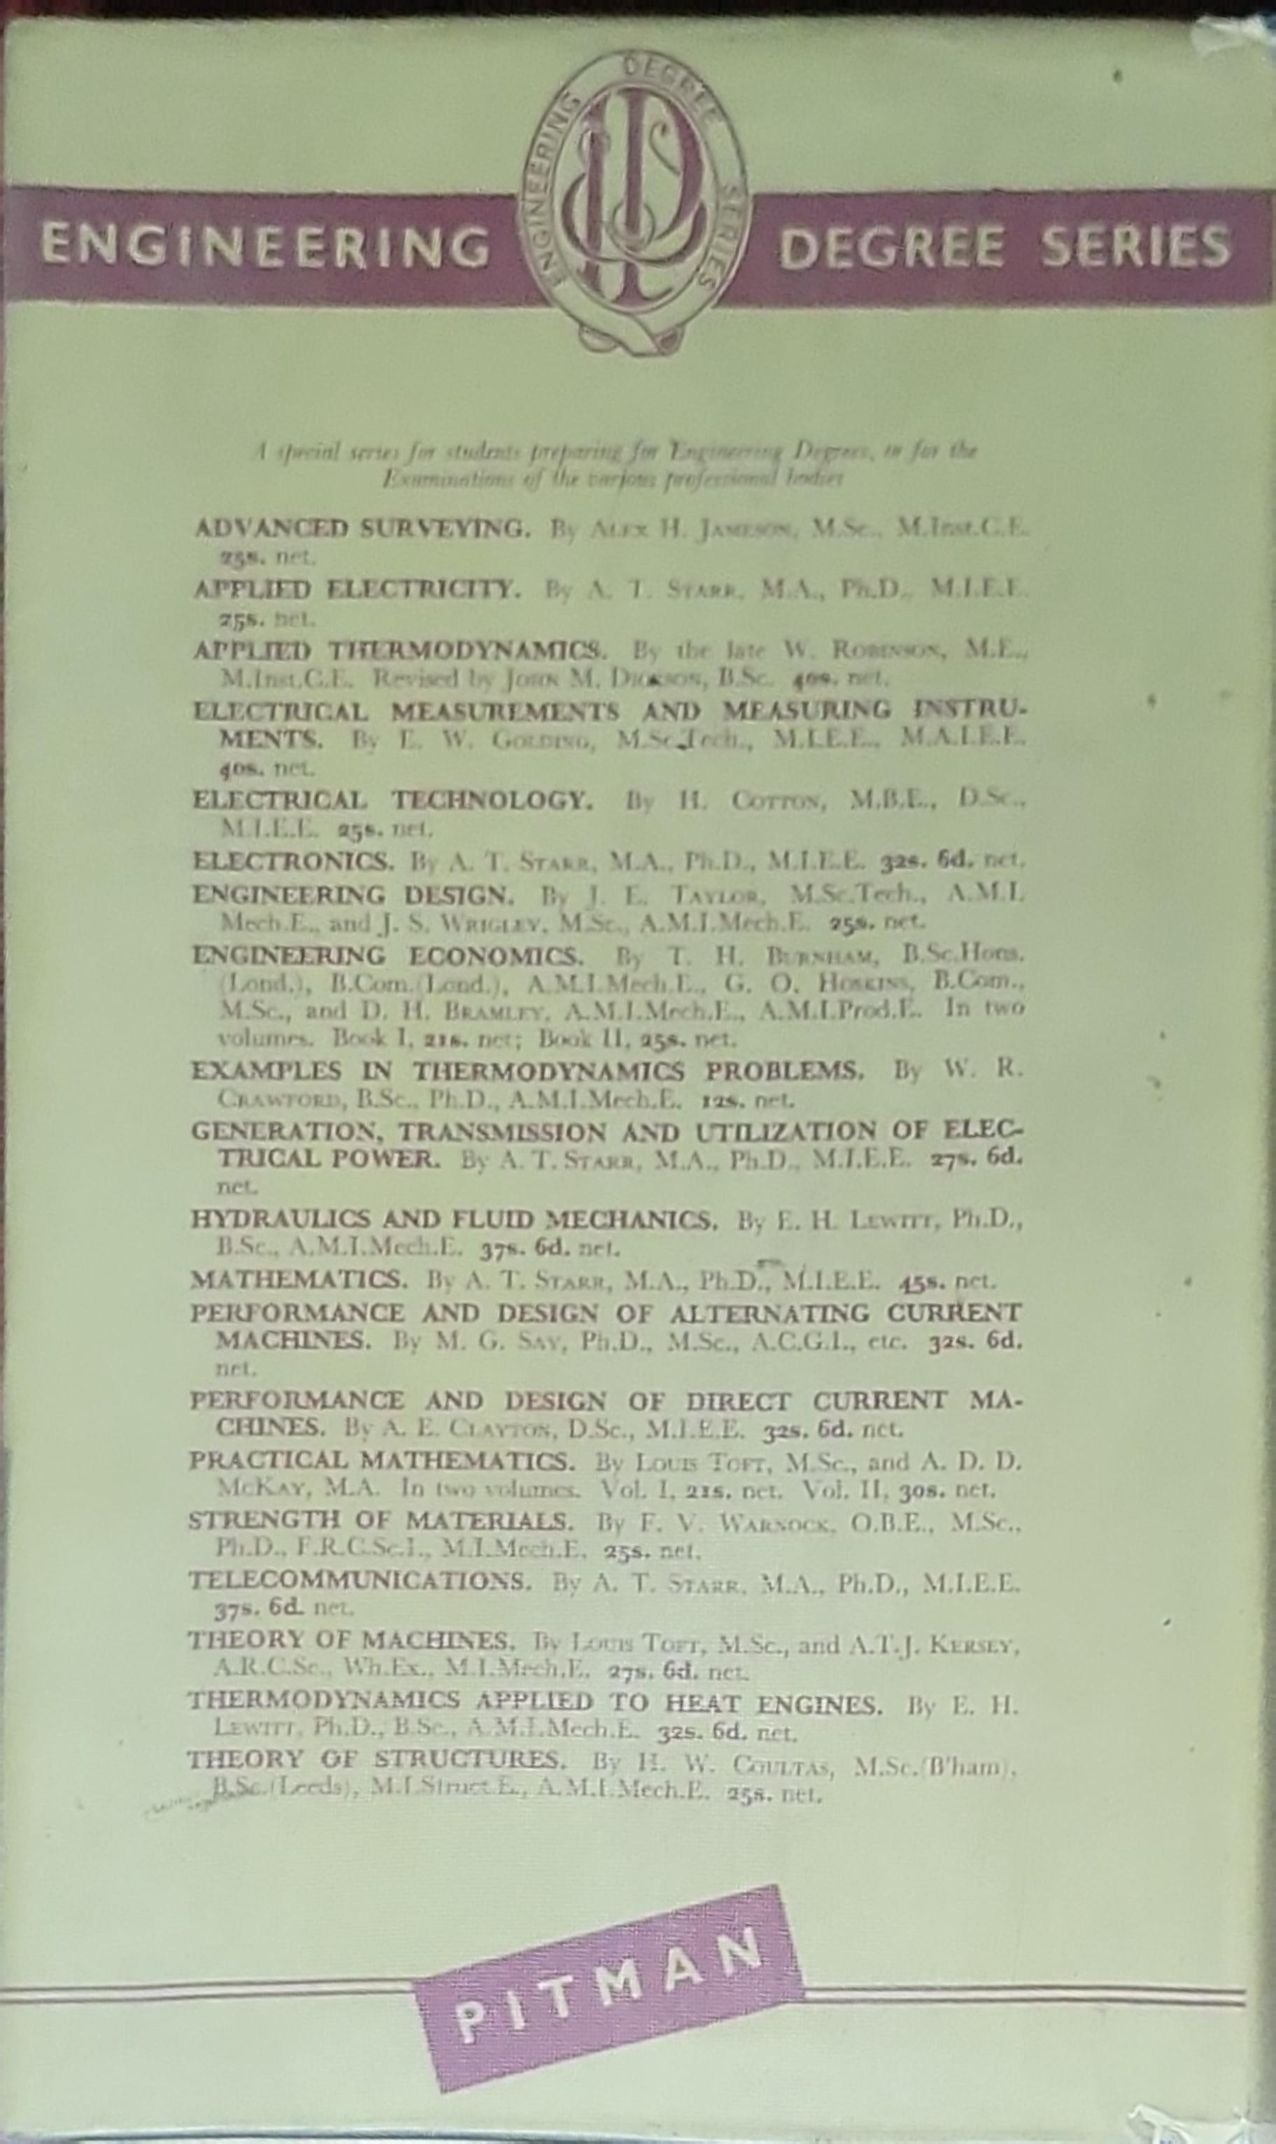 ENGINEERING DEGREE SERIES
ENGINEERING DEGREE SERIES
A special series for students preparing for Engineering Degrees, or for the
Examinations of the various professional bodies
ADVANCED SURVEYING. By ALEX H. JAMESON, M.Sc., M.Inst.C.E.
25s. net.
APPLIED ELECTRICITY. By A. T. STARR, M.A., Ph.D., M.I.E.E.
25s. net.
APPLIED THERMODYNAMICS. By the late W. ROBINSON, M.E.,
M.Inst.C.E. Revised by JOHN M. DICKSON, B.Sc. 40s. net.
ELECTRICAL MEASUREMENTS AND MEASURING INSTRU-
MENTS. By E. W. GOLDING, M.Sc.Tech., M.I.E.E., M.A.I.E.E.
40s. net.
ELECTRICAL TECHNOLOGY. By H. COTTON, M.B.E., D.Sc.,
M.I.E.E. 25s. net.
ELECTRONICS. By A. T. STARR, M.A., Ph.D., M.I.E.E. 32s. 6d. net.
ENGINEERING DESIGN. By J. E. TAYLOR, M.Sc.Tech., A.M.I.
Mech.E., and J. S. WRIGLEY, M.Sc., A.M.I.Mech.E. 25s. net.
ENGINEERING ECONOMICS. By T. H. BURNHAM, B.Sc.Hons.
(Lond.), B.Com.(Lond.), A.M.I.Mech.E., G. O. HOSKINS, B.Com.,
M.Sc., and D. H. BRAMLEY, A.M.I.Mech.E., A.M.I.Prod.E. In two
volumes. Book I, 21s. net; Book II, 25s. net.
EXAMPLES IN THERMODYNAMICS PROBLEMS. By W. R.
CRAWFORD, B.Sc., Ph.D., A.M.I.Mech.E. 12s. net.
GENERATION, TRANSMISSION AND UTILIZATION OF ELEC-
TRICAL POWER. By A. T. STARR, M.A., Ph.D., M.I.E.E. 27s. 6d.
net.
HYDRAULICS AND FLUID MECHANICS. By E. H. LEWITT, Ph.D.,
B.Sc., A.M.I.Mech.E. 37s. 6d. net.
MATHEMATICS. By A. T. STARR, M.A., Ph.D., M.I.E.E. 45s. net.
PERFORMANCE AND DESIGN OF ALTERNATING CURRENT
MACHINES. By M. G. SAY, Ph.D., M.Sc., A.C.G.I., etc. 32s. 6d.
net.
PERFORMANCE AND DESIGN OF DIRECT CURRENT MA-
CHINES. By A. E. CLAYTON, D.Sc., M.I.E.E. 32s. 6d. net.
PRACTICAL MATHEMATICS. By LOUIS TOFT, M.Sc., and A. D. D.
MCKAY, M.A. In two volumes. Vol. I, 21s. net. Vol. II, 30s. net.
STRENGTH OF MATERIALS. By F. V. WARNOCK, O.B.E., M.Sc.,
Ph.D., F.R.C.Sc.I., M.I.Mech.E. 25s. net.
TELECOMMUNICATIONS. By A. T. STARR, M.A., Ph.D., M.I.E.E.
37s. 6d. net.
THEORY OF MACHINES. By LOUIS TOFT, M.Sc., and A.T.J. KERSEY,
A.R.C.Sc., Wh.Ex., M.I.Mech.E. 27s. 6d. net.
THERMODYNAMICS APPLIED TO HEAT ENGINES. By E. H.
LEWITT, Ph.D., B.Sc., A.M.I.Mech.E. 32s. 6d. net.
THEORY OF STRUCTURES. By H. W. COULTAS, M.Sc.(B'ham),
B.Sc.(Leeds), M.I.Struct.E., A.M.I.Mech.E. 25s. net.
PITMAN